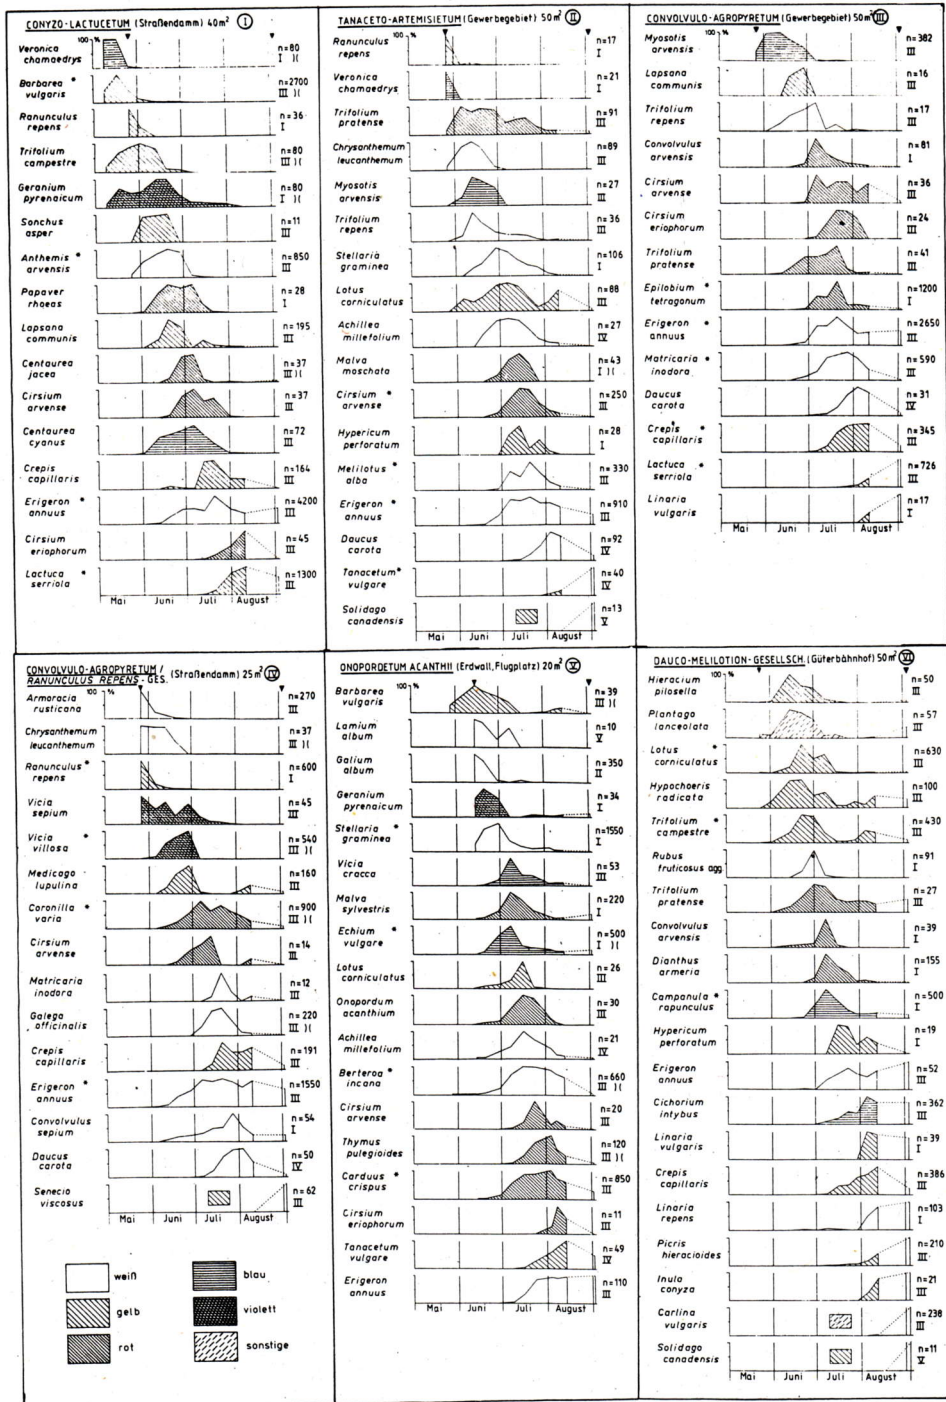 CONYZO-LACTUCETUM (Straßendamm) 40m² I
100 %
Veronica chamaedrys n=80 I )(
Barbarea * vulgaris n=2700 III )(
Ranunculus repens n=36 I
Trifolium campestre n=80 III )(
Geranium pyrenaicum n=80 I )(
Sonchus asper n=11 III
Anthemis * arvensis n=850 III
Papaver rhoeas n=28 I
Lapsana communis n=195 III
Centaurea jacea n=37 III )(
Cirsium arvense n=37 III
Centaurea cyanus n=72 III
Crepis capillaris n=164 III
Erigeron * annuus n=4200 III
Cirsium eriophorum n=45 III
Lactuca * serriola n=1300 III
Mai Juni Juli August
TANACETO-ARTEMISIETUM (Gewerbegebiet) 50m² II
100 %
Ranunculus repens n=17 I
Veronica chamaedrys n=21 I
Trifolium pratense n=91 III
Chrysanthemum leucanthemum n=89 III
Myosotis arvensis n=27 III
Trifolium repens n=36 III
Stellaria graminea n=106 I
Lotus corniculatus n=88 III
Achillea millefolium n=27 IV
Malva moschata n=43 I )(
Cirsium * arvense n=250 III
Hypericum perforatum n=28 I
Melilotus * alba n=330 III
Erigeron * annuus n=910 III
Daucus carota n=92 IV
Tanacetum * vulgare n=40 IV
Solidago canadensis n=13 V
Mai Juni Juli August
CONVOLVULO-AGROPYRETUM (Gewerbegebiet) 50m² III
100 %
Myosotis arvensis n=382 III
Lapsana communis n=16 III
Trifolium repens n=17 III
Convolvulus arvensis n=81 I
Cirsium arvense n=36 III
Cirsium eriophorum n=24 III
Trifolium pratense n=41 III
Epilobium * tetragonum n=1200 I
Erigeron * annuus n=2650 III
Matricaria * inodora n=590 III
Daucus carota n=31 IV
Crepis * capillaris n=345 III
Lactuca * serriola n=726 III
Linaria vulgaris n=17 I
Mai Juni Juli August
CONVOLVULO-AGROPYRETUM /
RANUNCULUS REPENS-GES. (Straßendamm) 25m² IV
100 %
Armoracia rusticana n=270 III
Chrysanthemum leucanthemum n=37 III )(
Ranunculus * repens n=600 I
Vicia sepium n=45 III
Vicia * villosa n=540 III )(
Medicago lupulina n=160 III
Coronilla * varia n=900 III )(
Cirsium arvense n=14 III
Matricaria inodora n=12 III
Galega officinalis n=220 III )(
Crepis capillaris n=191 III
Erigeron * annuus n=1550 III
Convolvulus sepium n=54 I
Daucus carota n=50 IV
Senecio viscosus n=62 III
Mai Juni Juli August
weiß
gelb
rot
blau
violett
sonstige
ONOPORDETUM ACANTHII (Erdwall, Flugplatz) 20m² V
100 %
Barbarea vulgaris n=39 III )(
Lamium album n=10 V
Galium album n=350 II
Geranium pyrenaicum n=34 I
Stellaria * graminea n=1550 I
Vicia cracca n=53 III
Malva sylvestris n=220 I
Echium * vulgare n=500 I )(
Lotus corniculatus n=26 III
Onopordum acanthium n=30 III
Achillea millefolium n=21 IV
Berteroa * incana n=660 III )(
Cirsium arvense n=20 III
Thymus pulegioides n=120 III )(
Carduus * crispus n=850 III
Cirsium eriophorum n=11 III
Tanacetum vulgare n=49 IV
Erigeron annuus n=110 III
Mai Juni Juli August
DAUCO-MELILOTION-GESELLSCH. (Güterbahnhof) 50m² VI
100 %
Hieracium pilosella n=50 III
Plantago lanceolata n=57 III
Lotus * corniculatus n=630 III
Hypochoeris radicata n=100 III
Trifolium * campestre n=430 III
Rubus fruticosus agg. n=91 I
Trifolium pratense n=27 III
Convolvulus arvensis n=39 I
Dianthus armeria n=155 I
Campanula * rapunculus n=500 I
Hypericum perforatum n=19 I
Erigeron annuus n=52 III
Cichorium intybus n=362 III
Linaria vulgaris n=39 I
Crepis capillaris n=386 III
Linaria repens n=103 I
Picris hieracioides n=210 III
Inula conyza n=21 III
Carlina vulgaris n=238 III
Solidago canadensis n=11 V
Mai Juni Juli August